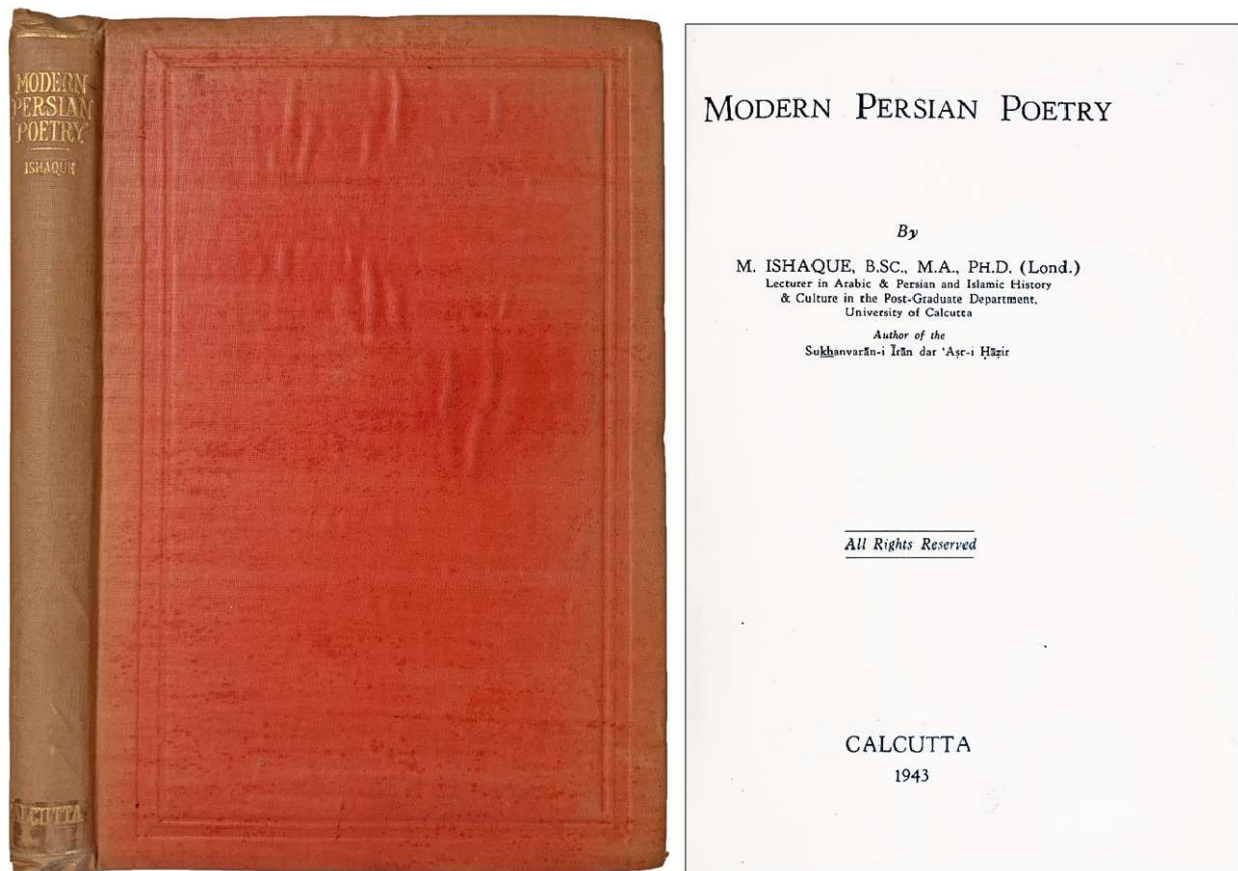 MODERN
PERSIAN
POETRY
ISHAQUE
CALCUTTA
MODERN PERSIAN POETRY
By
M. ISHAQUE, B.SC., M.A., PH.D. (Lond.)
Lecturer in Arabic & Persian and Islamic History
& Culture in the Post-Graduate Department,
University of Calcutta
Author of the
Sukhanvarān-i Īrān dar ʻAṣr-i Ḥāẓir
All Rights Reserved
CALCUTTA
1943